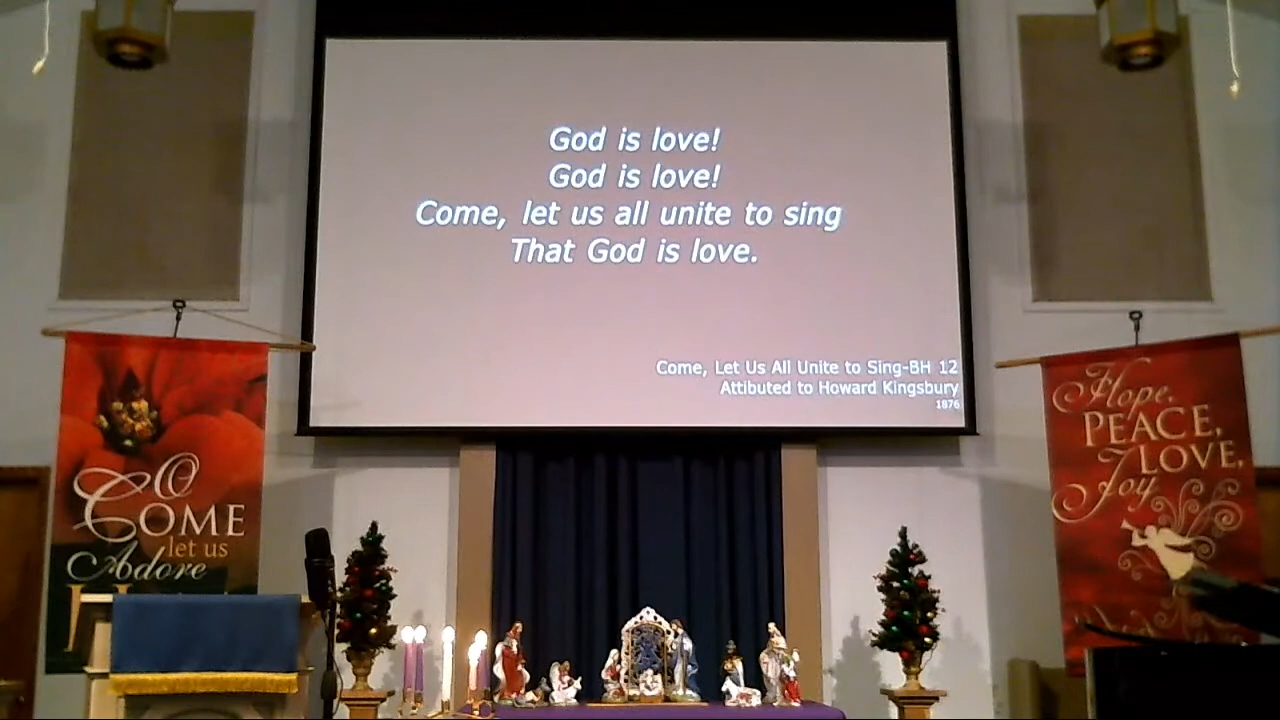 God is love!
God is love!
Come, let us all unite to sing
That God is love.
Come, Let Us All Unite to Sing-BH 12
Attibuted to Howard Kingsbury
1876
O
COME
let us
Adore
Hope,
PEACE,
LOVE,
Joy